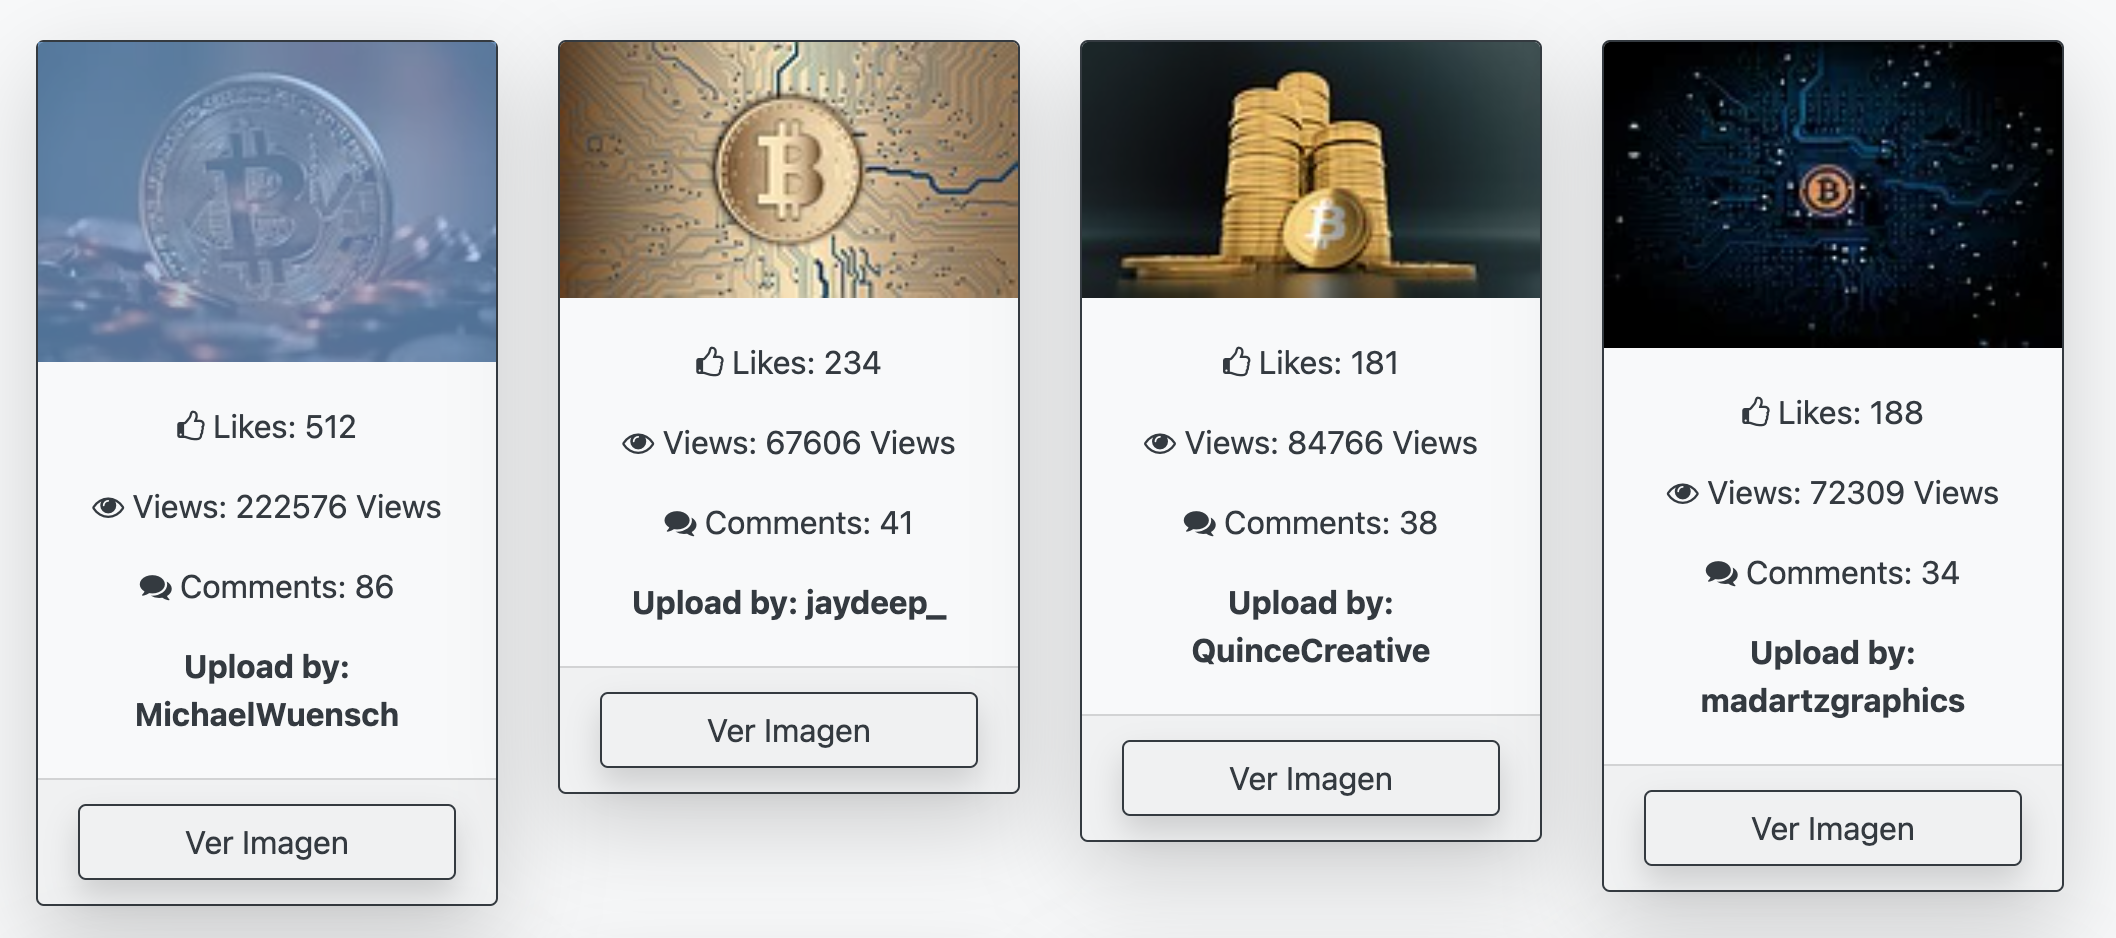 Likes: 512
Views: 222576 Views
Comments: 86
Upload by:
MichaelWuensch
Ver Imagen
Likes: 234
Views: 67606 Views
Comments: 41
Upload by: jaydeep_
Ver Imagen
Likes: 181
Views: 84766 Views
Comments: 38
Upload by:
QuinceCreative
Ver Imagen
Likes: 188
Views: 72309 Views
Comments: 34
Upload by:
madartzgraphics
Ver Imagen